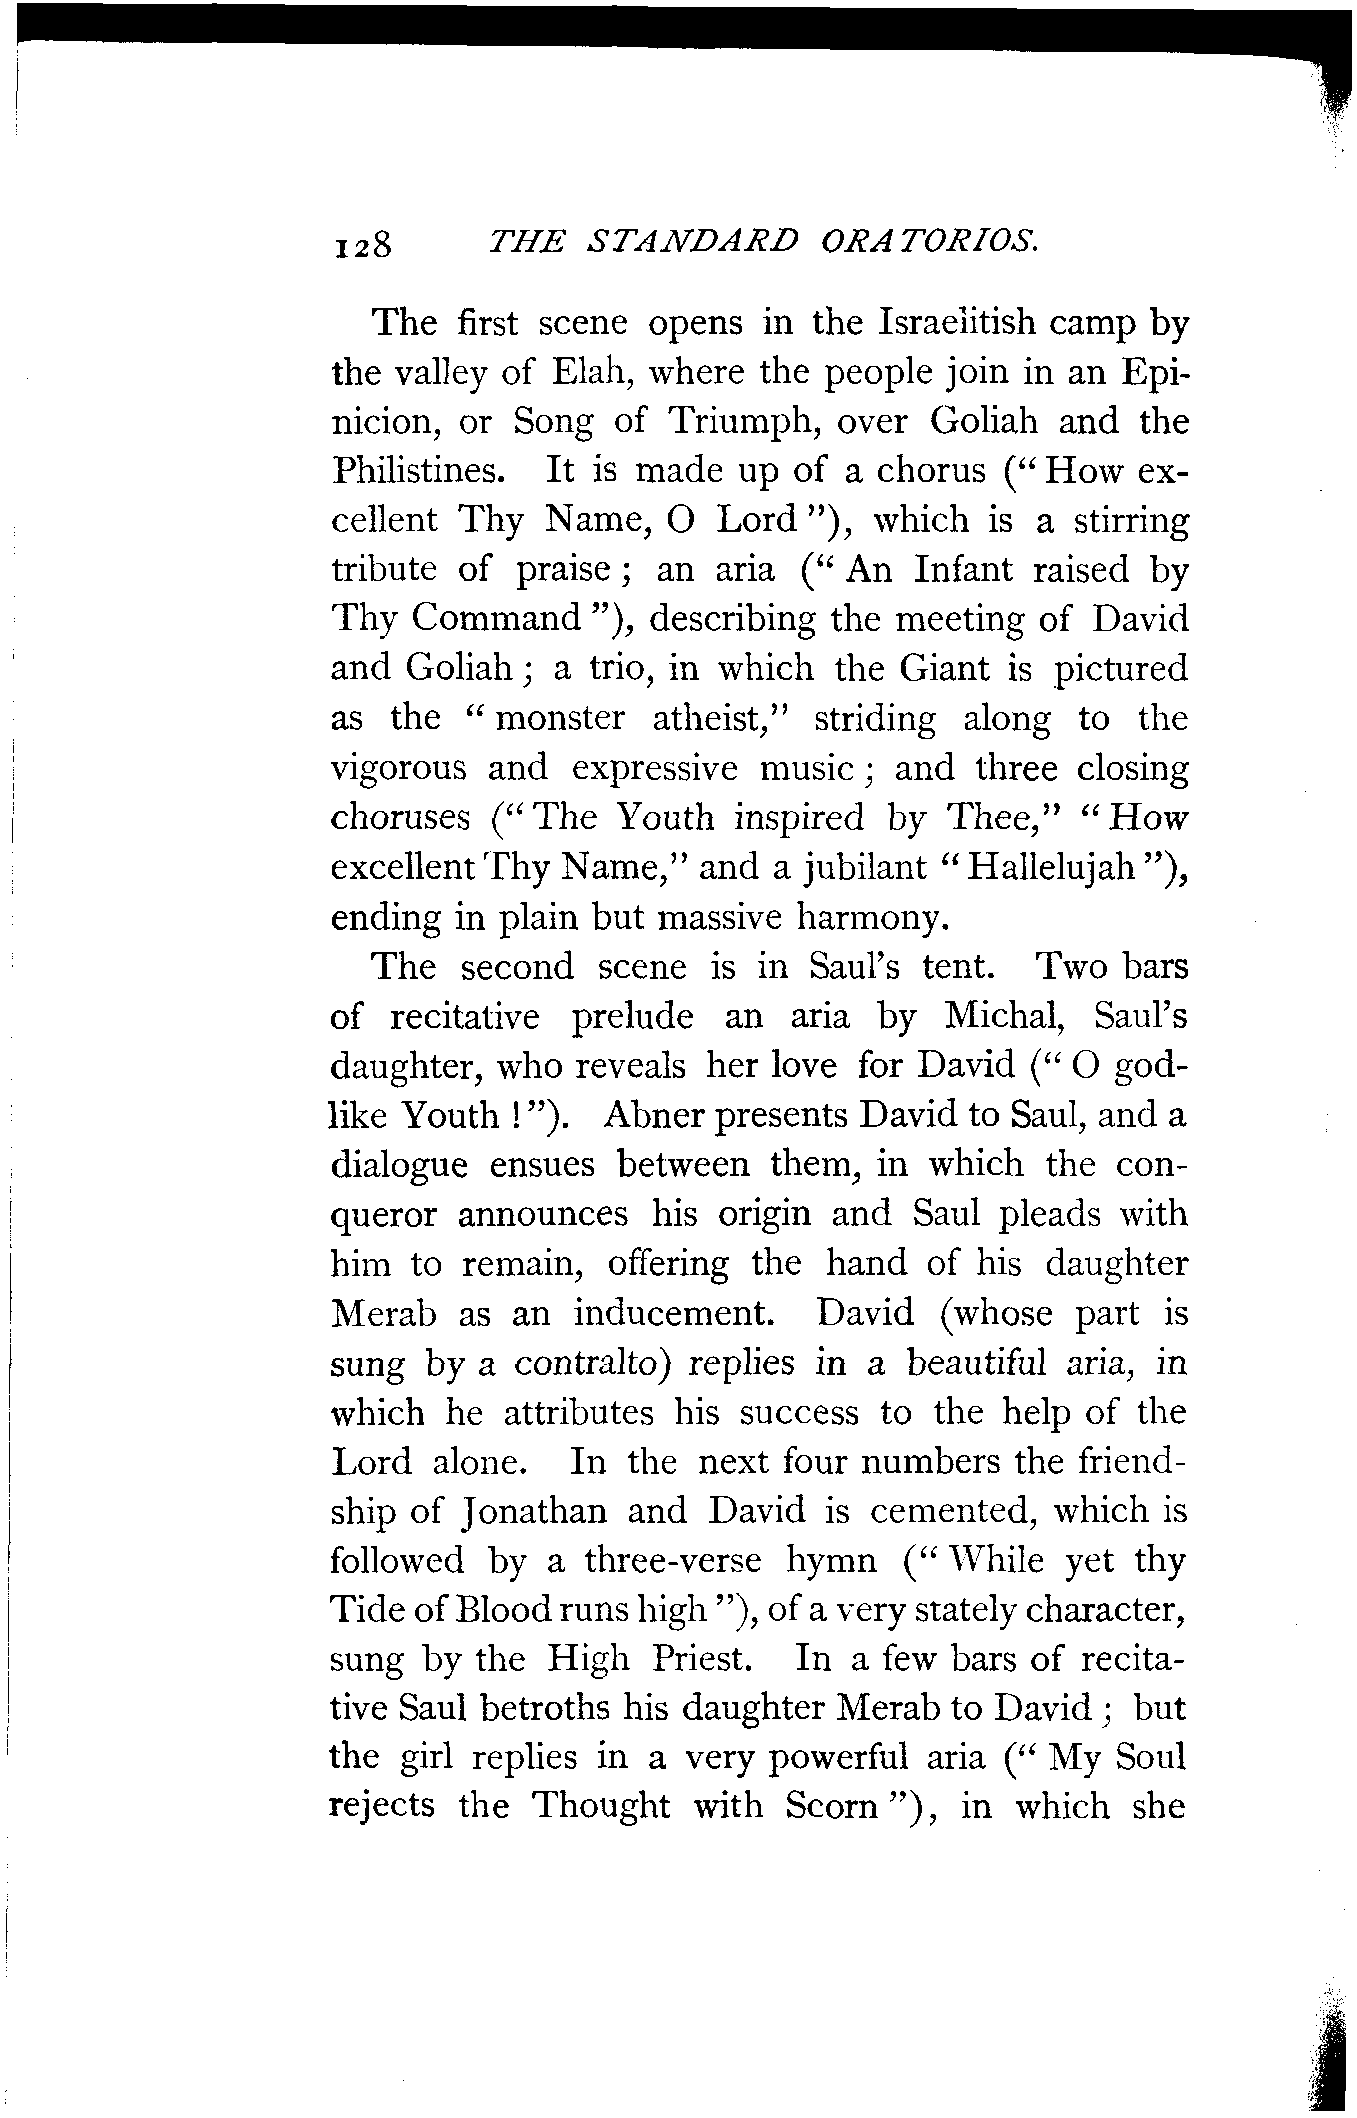 128 THE STANDARD ORATORIOS.
The first scene opens in the Israelitish camp by
the valley of Elah, where the people join in an Epi-
nicion, or Song of Triumph, over Goliah and the
Philistines. It is made up of a chorus (“ How ex-
cellent Thy Name, O Lord ”), which is a stirring
tribute of praise ; an aria (“ An Infant raised by
Thy Command ”), describing the meeting of David
and Goliah ; a trio, in which the Giant is pictured
as the “ monster atheist,” striding along to the
vigorous and expressive music ; and three closing
choruses (“ The Youth inspired by Thee,” “ How
excellent Thy Name,” and a jubilant “ Hallelujah ”),
ending in plain but massive harmony.
The second scene is in Saul’s tent. Two bars
of recitative prelude an aria by Michal, Saul’s
daughter, who reveals her love for David (“ O god-
like Youth ! ”). Abner presents David to Saul, and a
dialogue ensues between them, in which the con-
queror announces his origin and Saul pleads with
him to remain, offering the hand of his daughter
Merab as an inducement. David (whose part is
sung by a contralto) replies in a beautiful aria, in
which he attributes his success to the help of the
Lord alone. In the next four numbers the friend-
ship of Jonathan and David is cemented, which is
followed by a three-verse hymn (“ While yet thy
Tide of Blood runs high ”), of a very stately character,
sung by the High Priest. In a few bars of recita-
tive Saul betroths his daughter Merab to David ; but
the girl replies in a very powerful aria (“ My Soul
rejects the Thought with Scorn ”), in which she